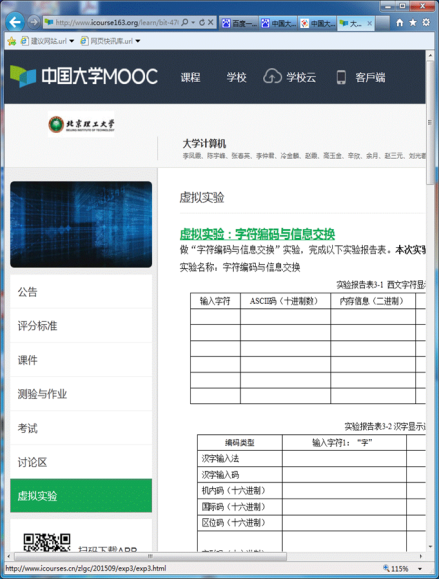 http://www.icourse163.org/learn/bit-47
百度一
中国大
中国大
大
建议网站.url
网页快讯库.url
中国大学MOOC
课程
学校
学校云
客户端
北京理工大学
BEIJING INSTITUTE OF TECHNOLOGY
大学计算机
李凤霞、陈宇峰、张春英、李仲君、冷金麟、赵鼎、高玉金、辛欣、余月、赵三元、刘光
虚拟实验
虚拟实验:字符编码与信息交换
做“字符编码与信息交换”实验,完成以下实验报告表,本次实
实验名称:字符编码与信息交换
实验报告表3-1 西文字符显
输入字符
ASCII码(十进制数)
内存信息(二进制)
实验报告表3-2 汉字显示
编码类型
输入字符1:“字”
汉字输入法
汉字输入码
机内码(十六进制)
国标码(十六进制)
区位码(十六进制)
公告
评分标准
课件
测验与作业
考试
讨论区
虚拟实验
扫码下载APP
http://www.icourses.cn/zlgc/201509/exp3/exp3.html
115%